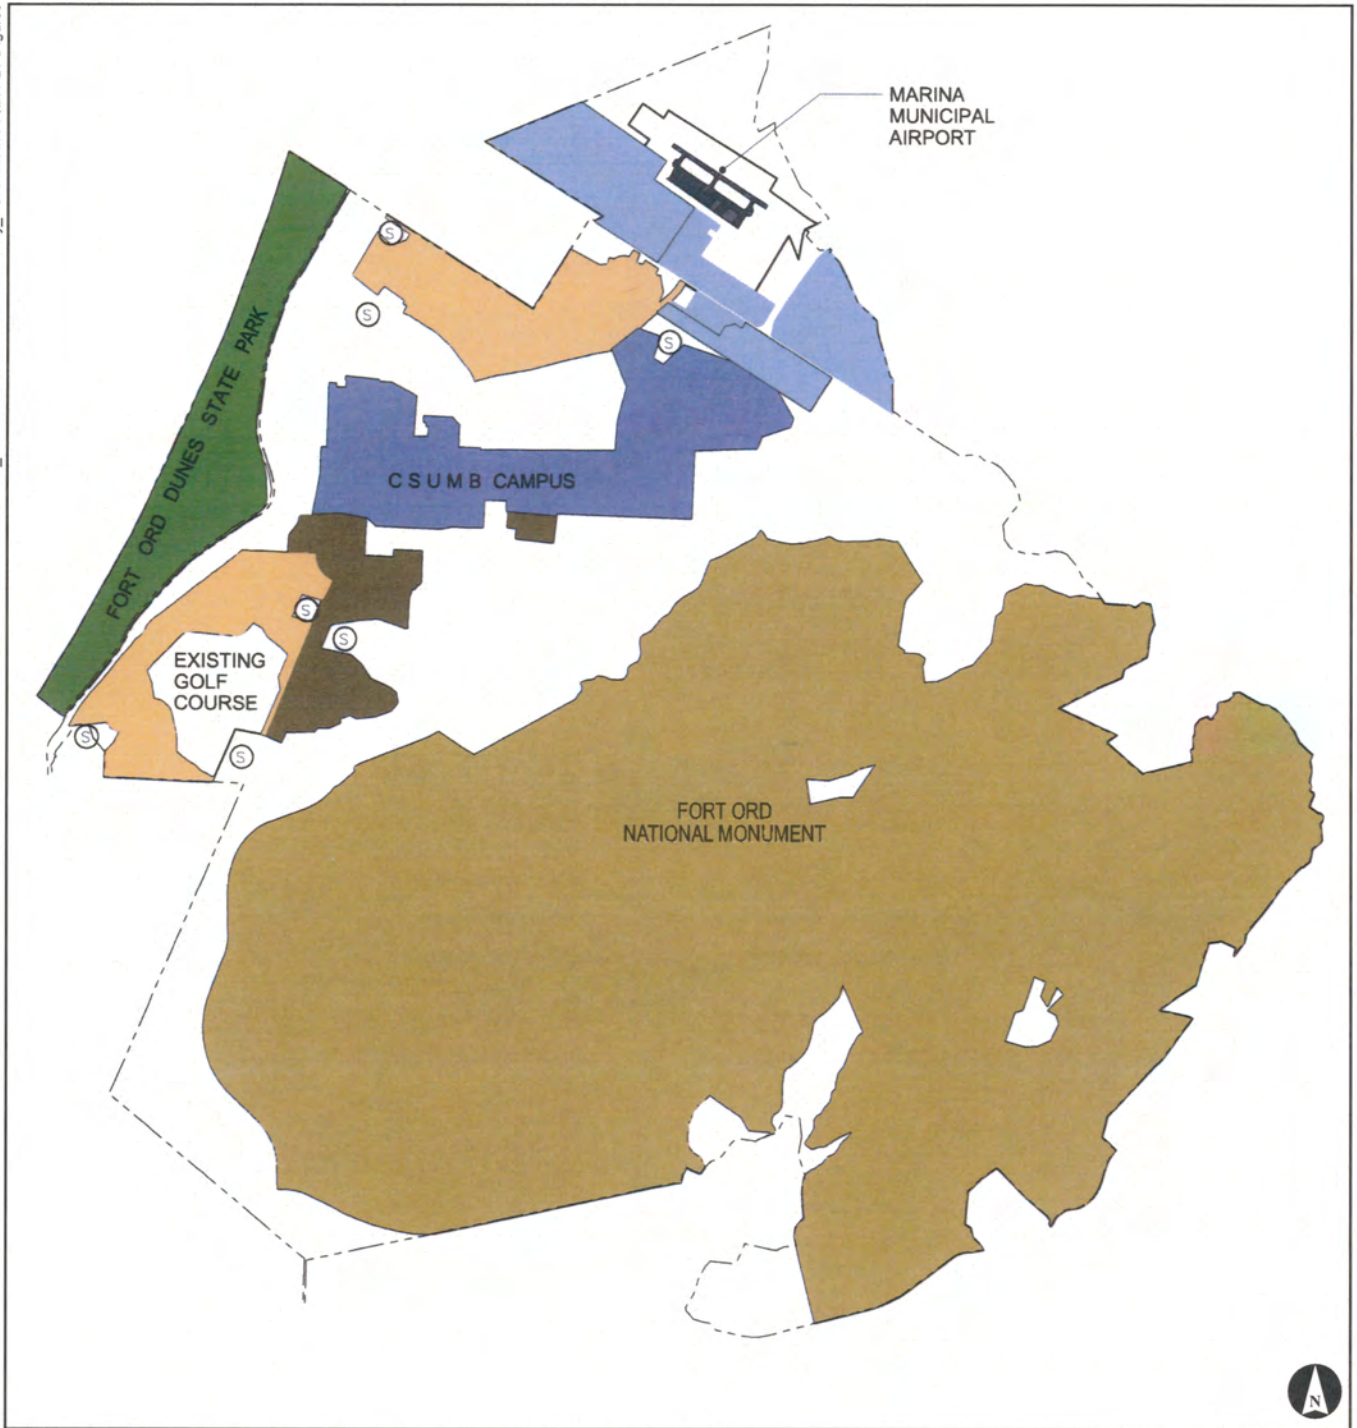 MARINA
MUNICIPAL
AIRPORT
S
S
S
FORT ORD DUNES STATE PARK
CSUMB CAMPUS
S
S
EXISTING
GOLF
COURSE
S
S
FORT ORD
NATIONAL MONUMENT
N